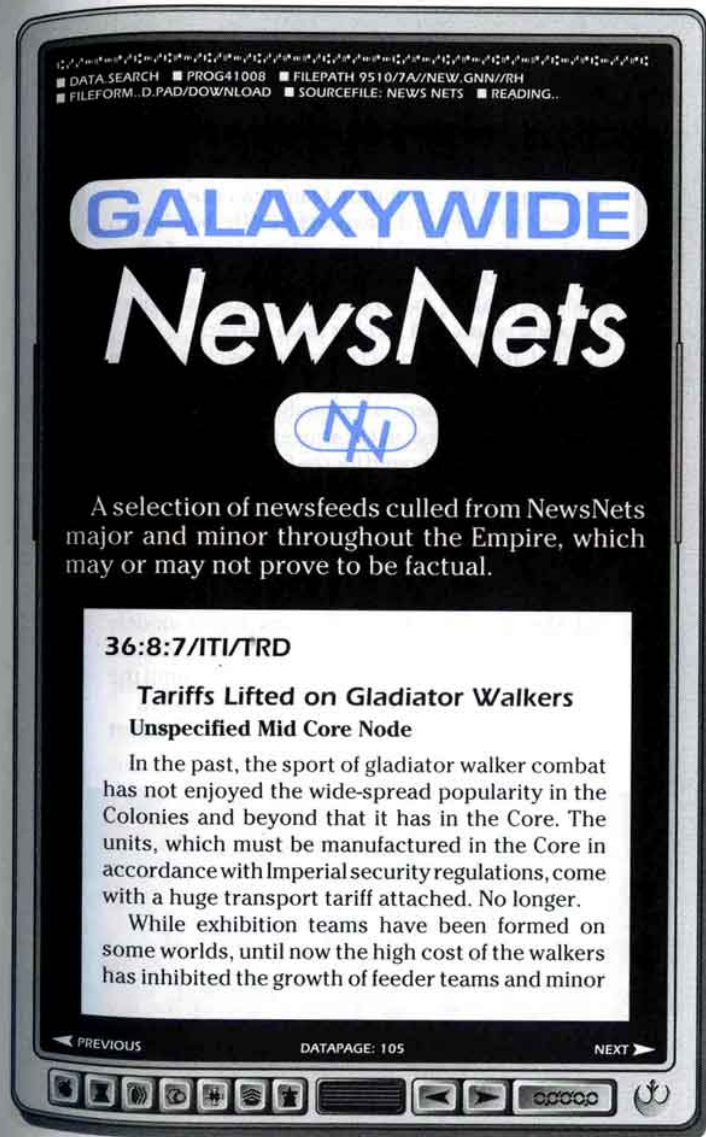 ■ DATA.SEARCH ■ PROG41008 ■ FILEPATH 9510/7A//NEW.GNN//RH
■ FILEFORM..D.PAD/DOWNLOAD ■ SOURCEFILE: NEWS NETS ■ READING..
GALAXYWIDE
NewsNets
NN
A selection of newsfeeds culled from NewsNets
major and minor throughout the Empire, which
may or may not prove to be factual.
36:8:7/ITI/TRD
Tariffs Lifted on Gladiator Walkers
Unspecified Mid Core Node
In the past, the sport of gladiator walker combat
has not enjoyed the wide-spread popularity in the
Colonies and beyond that it has in the Core. The
units, which must be manufactured in the Core in
accordance with Imperial security regulations, come
with a huge transport tariff attached. No longer.
While exhibition teams have been formed on
some worlds, until now the high cost of the walkers
has inhibited the growth of feeder teams and minor
PREVIOUS
DATAPAGE: 105
NEXT